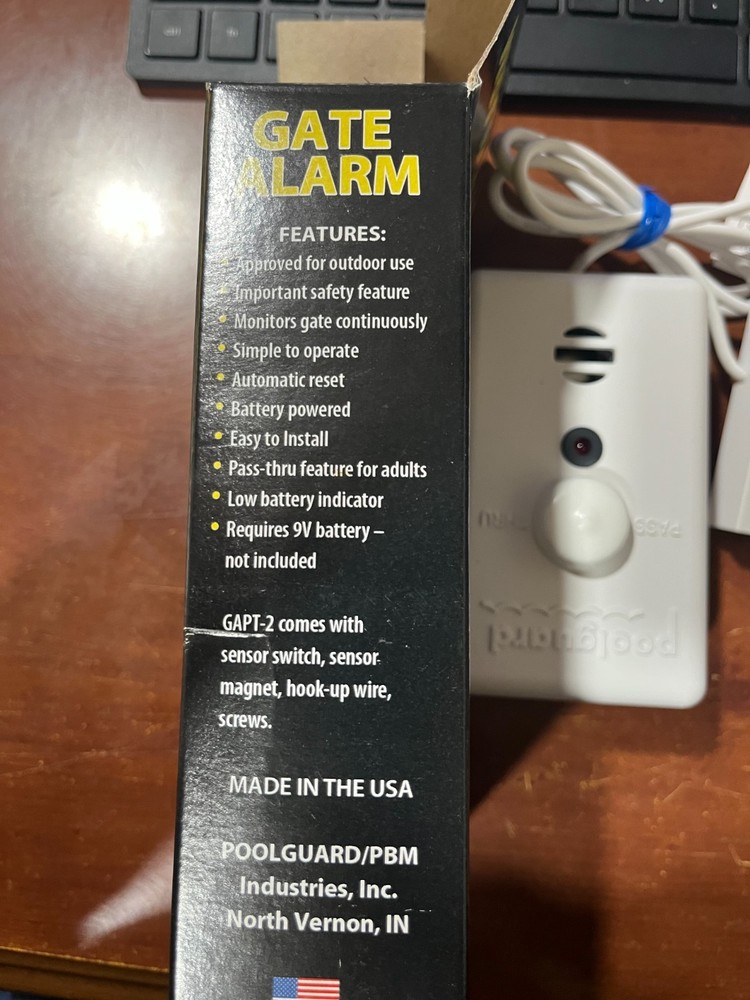 GATE
ALARM
FEATURES:
• Approved for outdoor use
• Important safety feature
• Monitors gate continuously
• Simple to operate
• Automatic reset
• Battery powered
• Easy to Install
• Pass-thru feature for adults
• Low battery indicator
• Requires 9V battery –
not included
GAPT-2 comes with
sensor switch, sensor
magnet, hook-up wire,
screws.
MADE IN THE USA
POOLGUARD/PBM
Industries, Inc.
North Vernon, IN
PASS THRU
poolguard